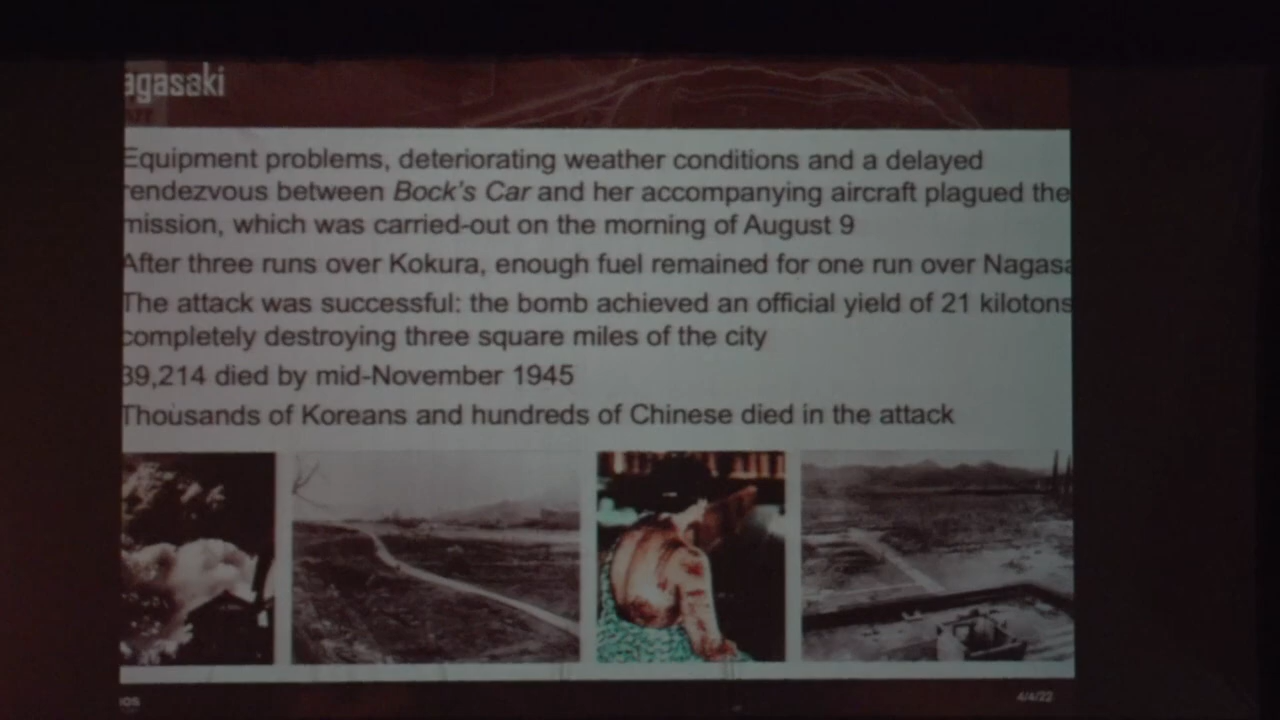 agasaki
Equipment problems, deteriorating weather conditions and a delayed
rendezvous between Bock's Car and her accompanying aircraft plagued the
mission, which was carried-out on the morning of August 9
After three runs over Kokura, enough fuel remained for one run over Nagasa
The attack was successful: the bomb achieved an official yield of 21 kilotons
completely destroying three square miles of the city
39,214 died by mid-November 1945
Thousands of Koreans and hundreds of Chinese died in the attack
4/4/22